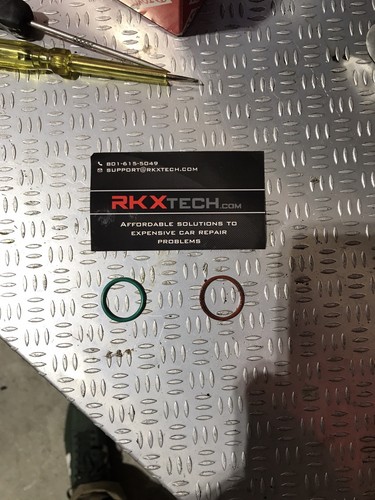 801-615-5049
SUPPORT@RKXTECH.COM
RKXTECH.COM
AFFORDABLE SOLUTIONS TO
EXPENSIVE CAR REPAIR
PROBLEMS